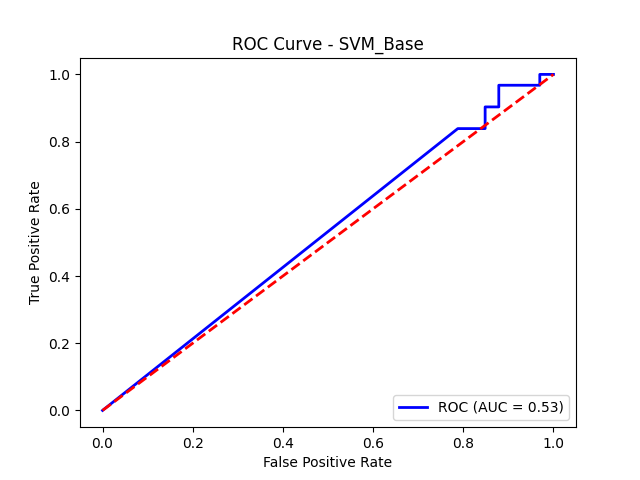 ROC Curve - SVM_Base
True Positive Rate
1.0
0.8
0.6
0.4
0.2
0.0
ROC (AUC = 0.53)
0.0 0.2 0.4 0.6 0.8 1.0
False Positive Rate